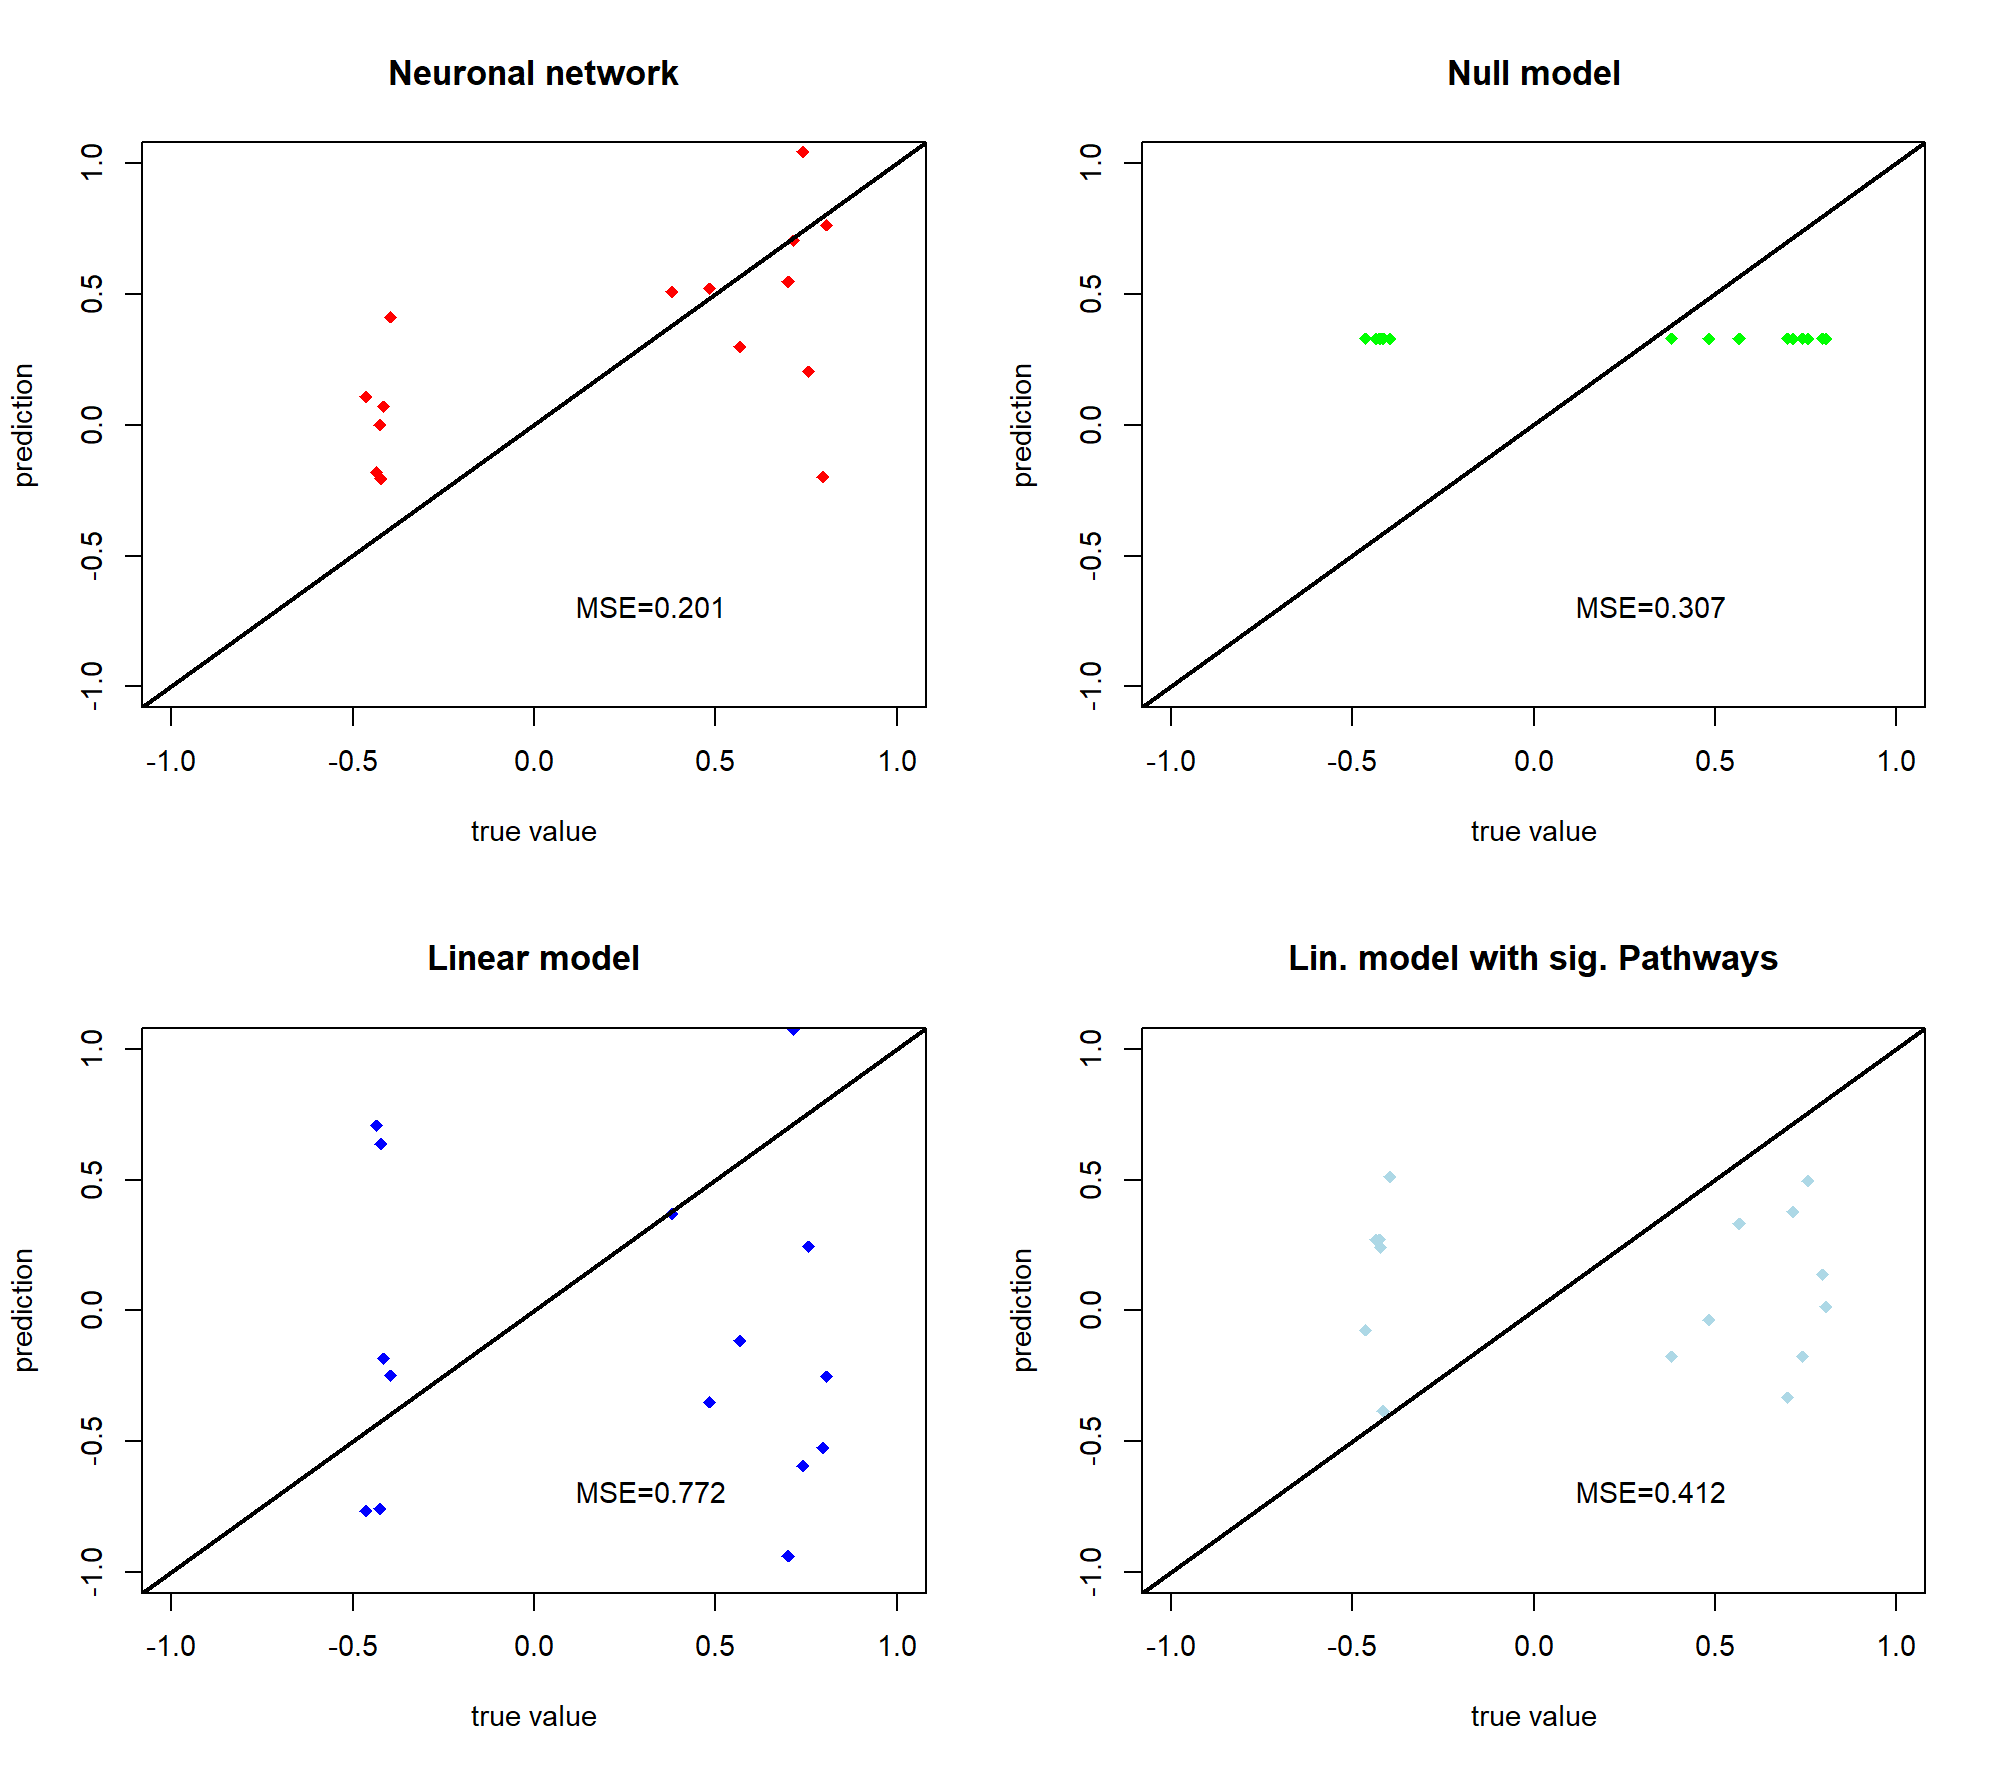 Neuronal network
1.0
0.5
0.0
-0.5
-1.0
prediction
MSE=0.201
-1.0 -0.5 0.0 0.5 1.0
true value
Null model
1.0
0.5
0.0
-0.5
-1.0
prediction
MSE=0.307
-1.0 -0.5 0.0 0.5 1.0
true value
Linear model
1.0
0.5
0.0
-0.5
-1.0
prediction
MSE=0.772
-1.0 -0.5 0.0 0.5 1.0
true value
Lin. model with sig. Pathways
1.0
0.5
0.0
-0.5
-1.0
prediction
MSE=0.412
-1.0 -0.5 0.0 0.5 1.0
true value